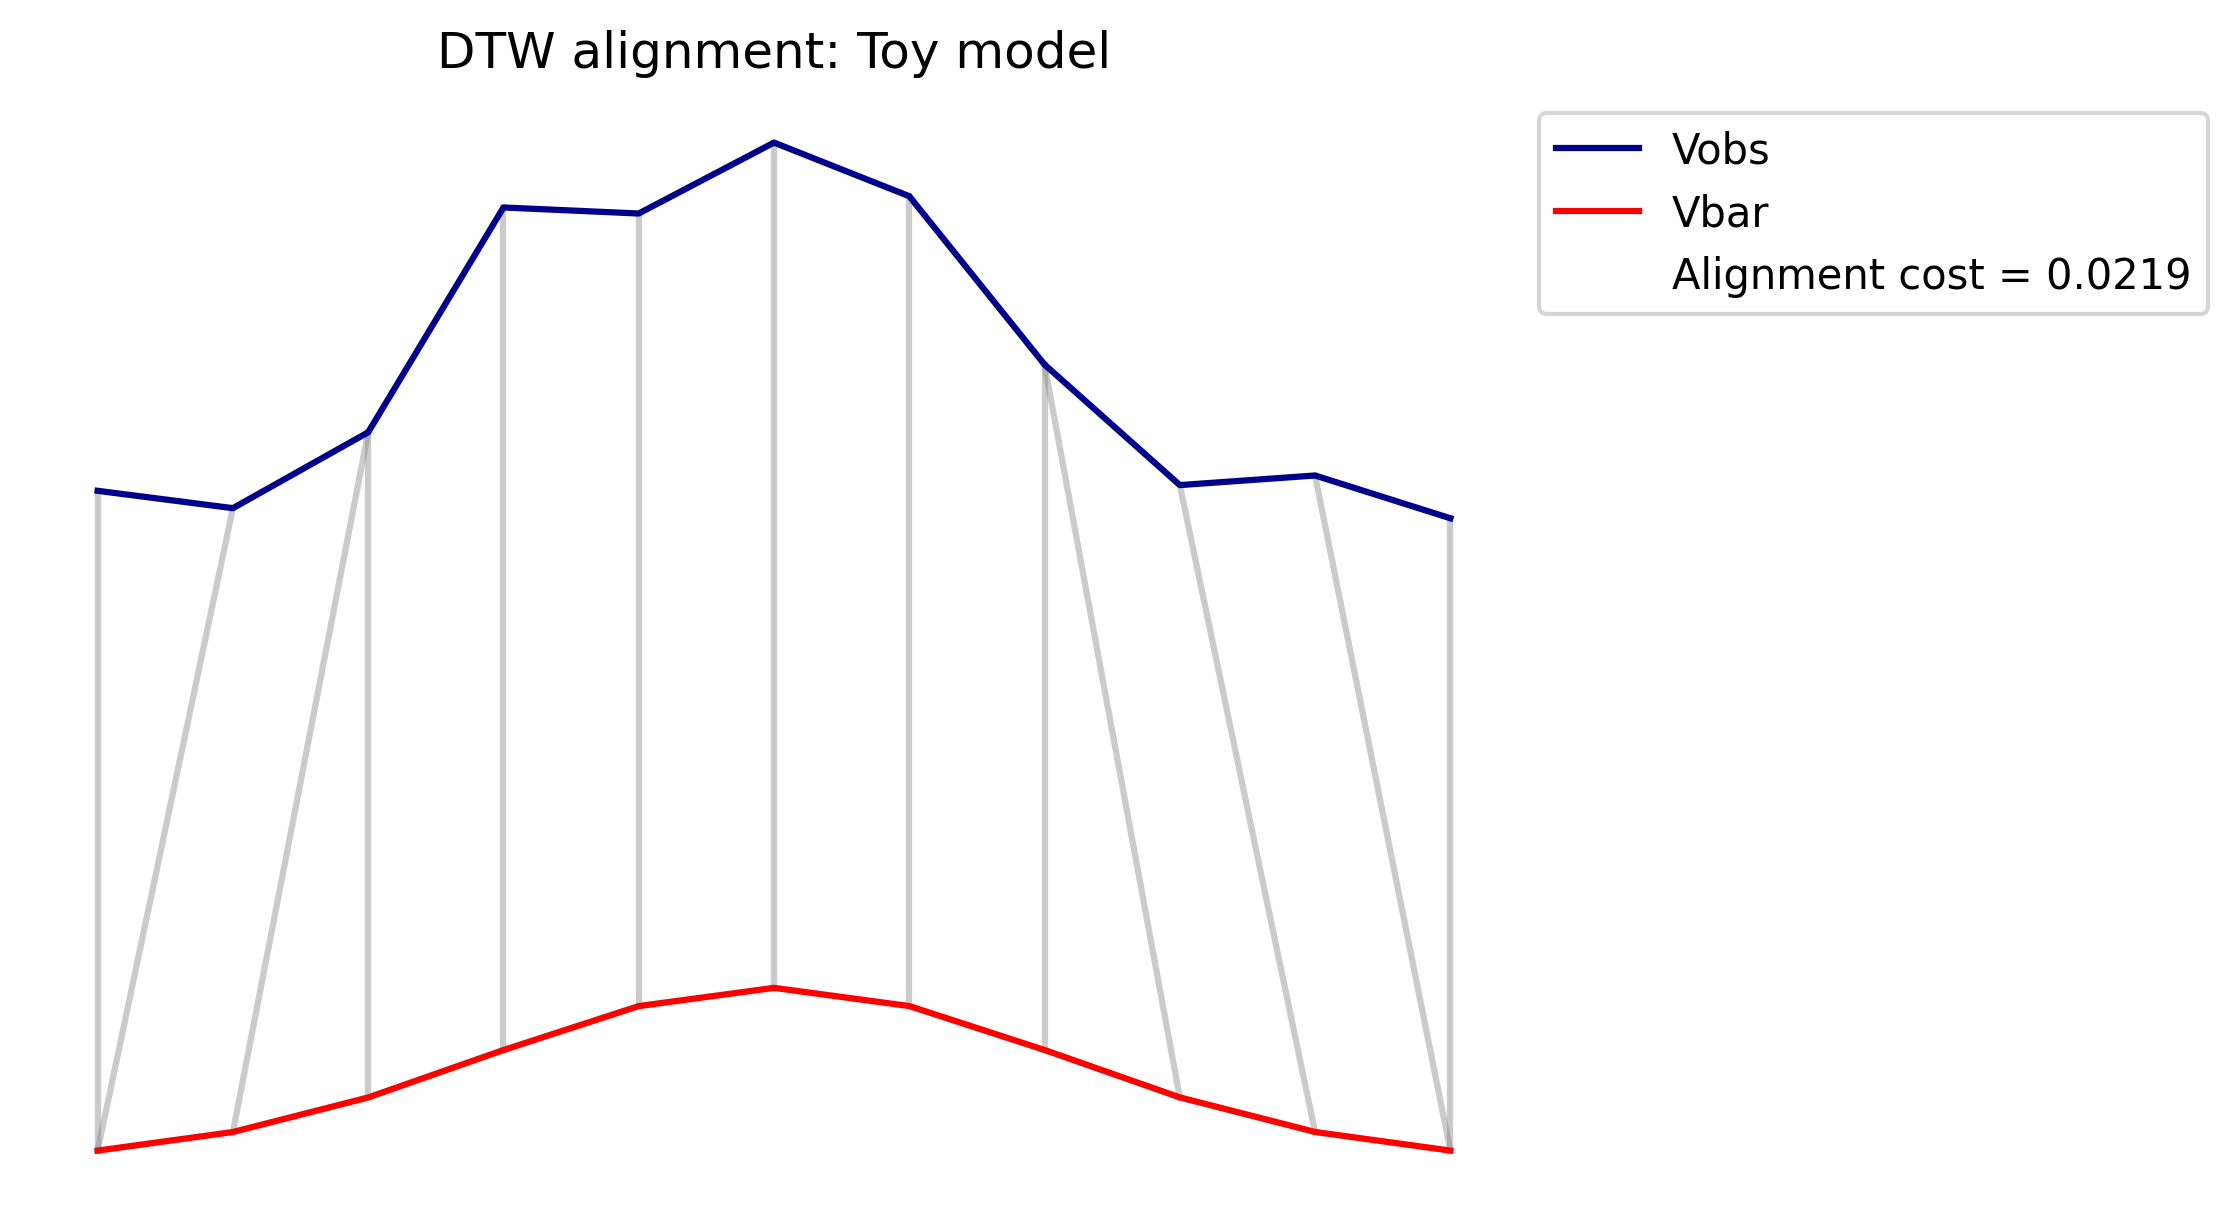 DTW alignment: Toy model
Vobs
Vbar
Alignment cost = 0.0219